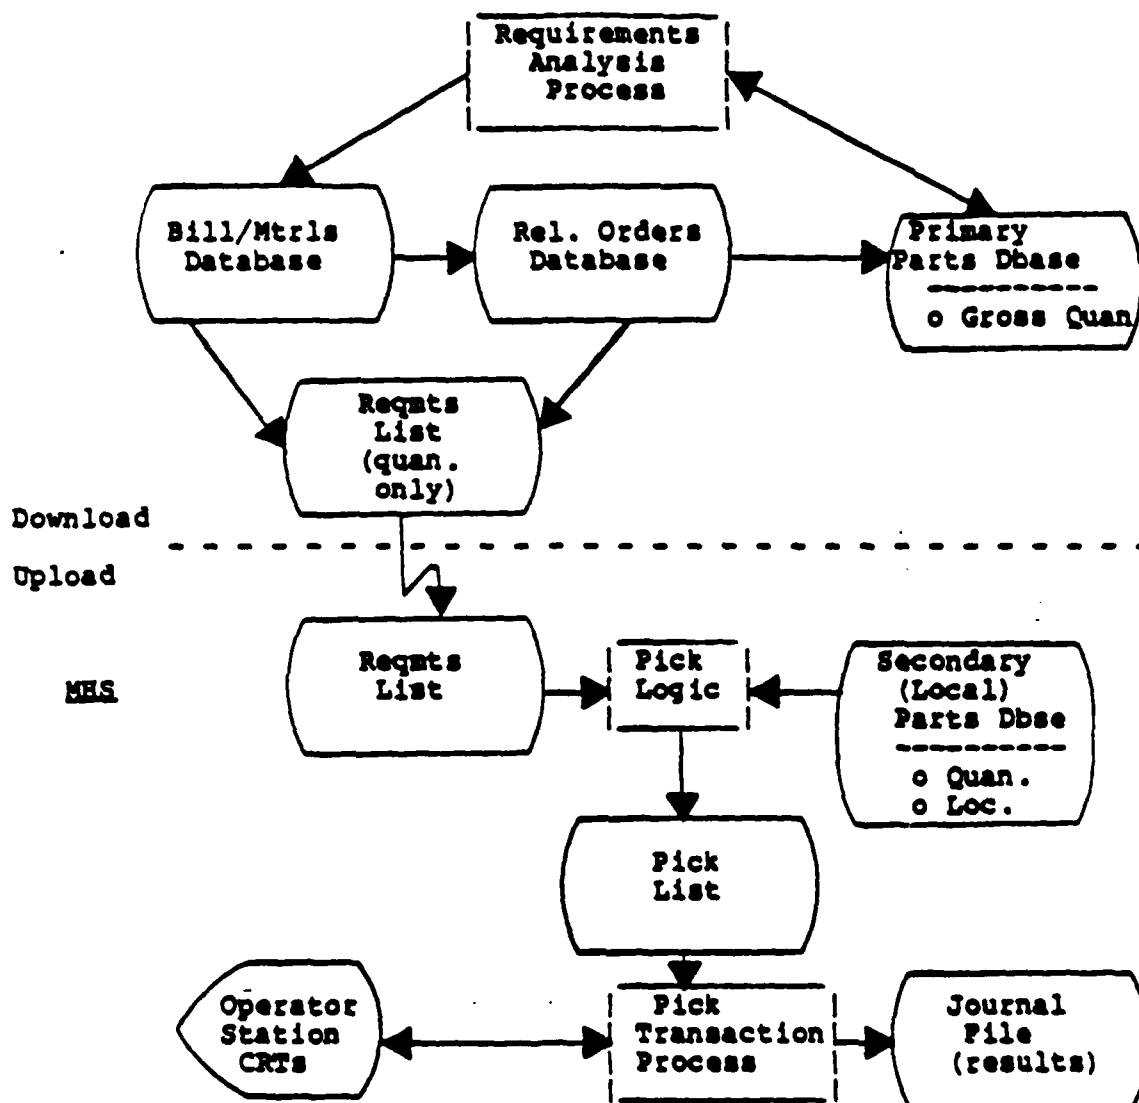 Requirements
Analysis
Process
Bill/Mtrls
Database
Rel. Orders
Database
Primary
Parts Dbase
----------
o Gross Quan
Reqmts
List
(quan.
only)
Download
Upload
MHS
Reqmts
List
Pick
Logic
Secondary
(Local)
Parts Dbse
----------
o Quan.
o Loc.
Pick
List
Operator
Station
CRTs
Pick
Transaction
Process
Journal
File
(results)